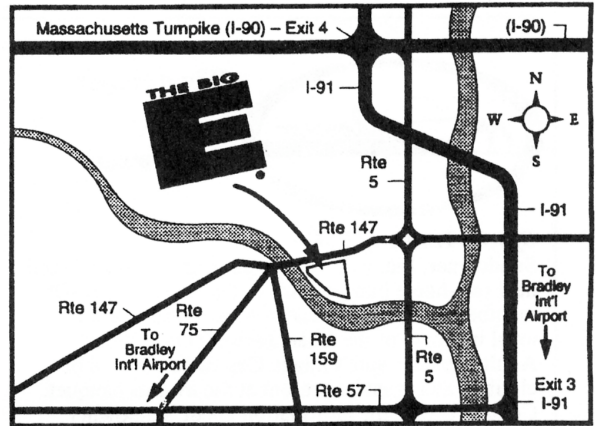 Massachusetts Turnpike (I-90) – Exit 4
(I-90)
THE BIG
E
I-91
N
W
E
S
Rte
5
I-91
Rte 147
To
Bradley
Int'l
Airport
Rte 147
Rte
75
To
Bradley
Int'l Airport
Rte
159
Rte
5
Rte 57
Exit 3
I-91